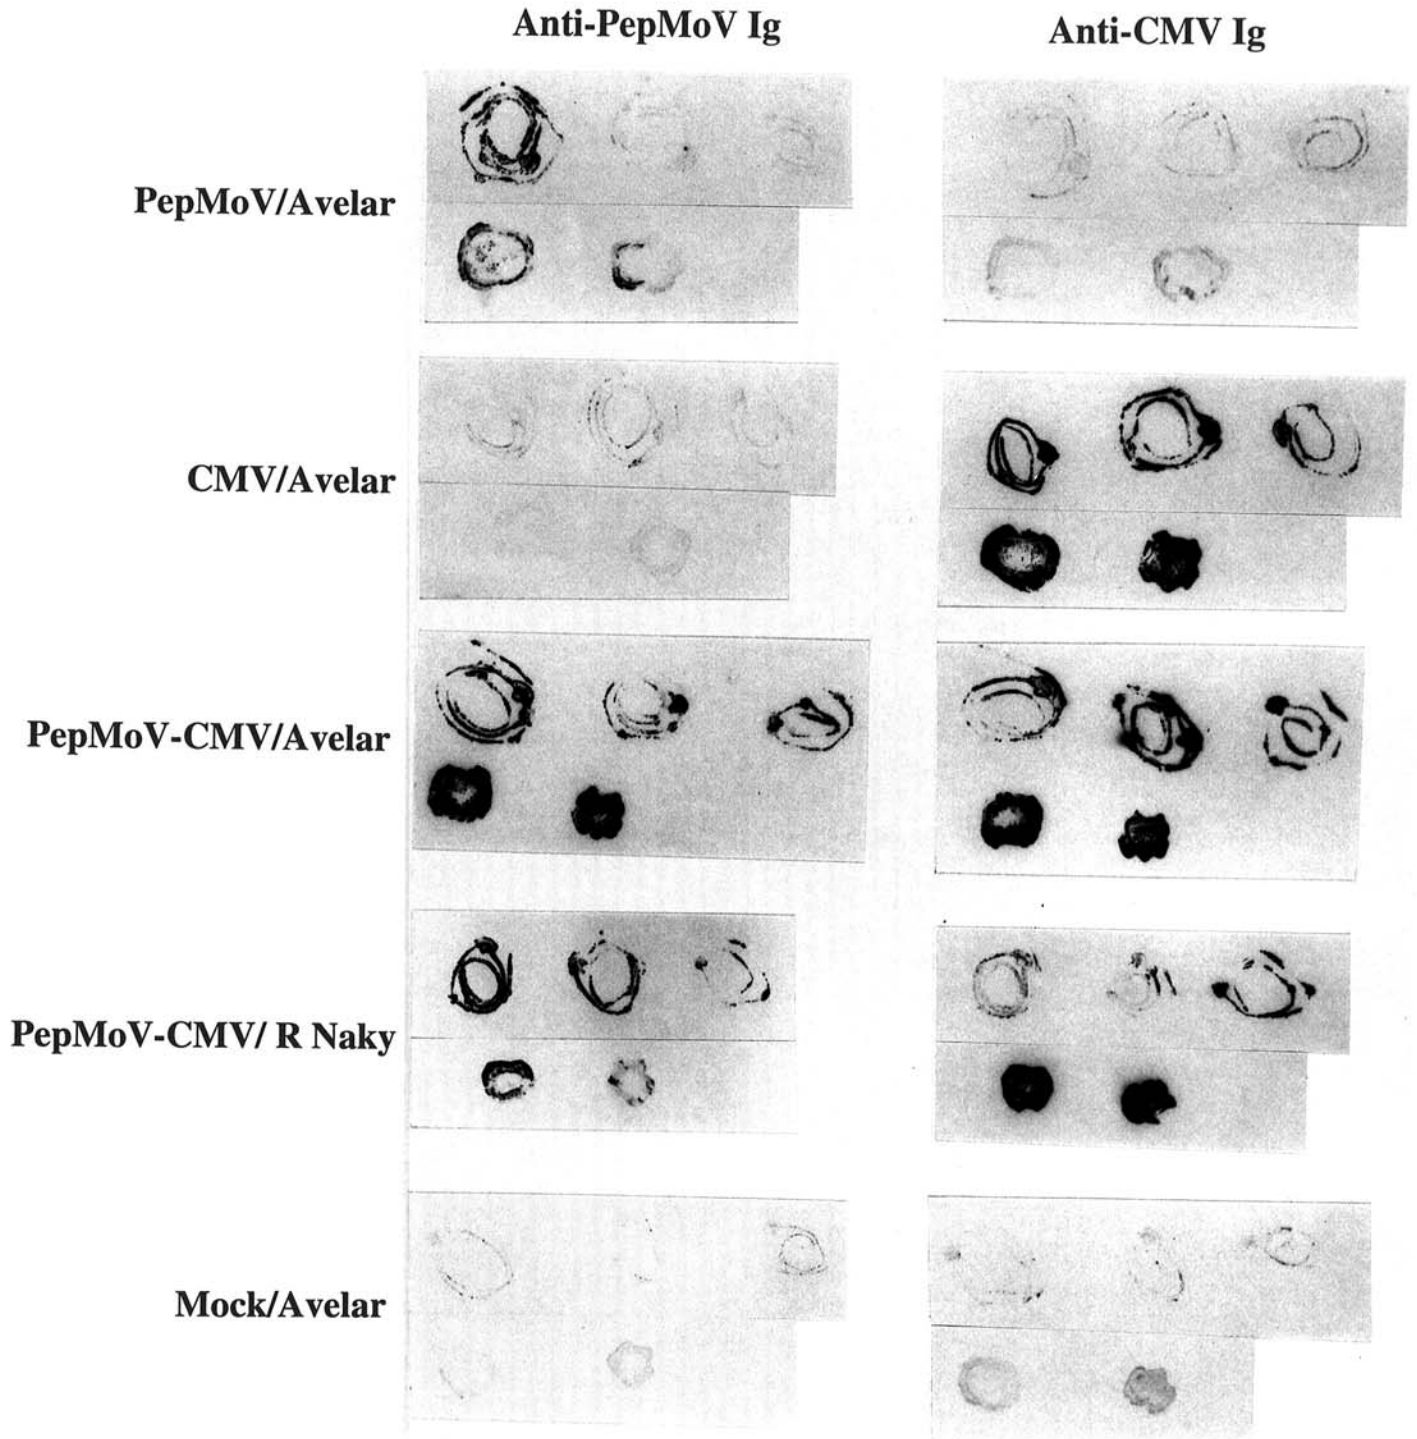 Anti-PepMoV Ig
Anti-CMV Ig
PepMoV/Avelar
CMV/Avelar
PepMoV-CMV/Avelar
PepMoV-CMV/ R Naky
Mock/Avelar